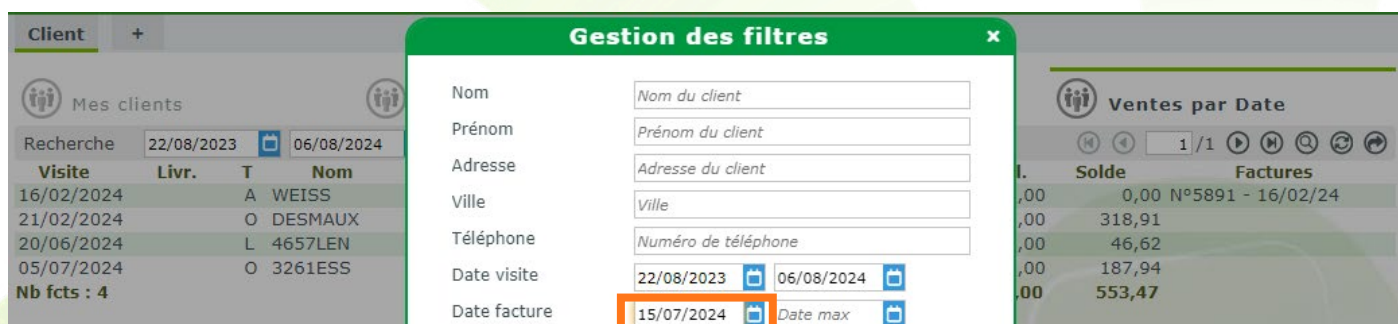 Client +
Gestion des filtres x
Mes clients
Ventes par Date
Recherche 22/08/2023 06/08/2024
1 /1
Visite Livr. T Nom
l. Solde Factures
16/02/2024 A WEISS
,00 0,00 N°5891 - 16/02/24
21/02/2024 O DESMAUX
,00 318,91
20/06/2024 L 4657LEN
,00 46,62
05/07/2024 O 3261ESS
,00 187,94
Nb fcts : 4
,00 553,47
Nom Nom du client
Prénom Prénom du client
Adresse Adresse du client
Ville Ville
Téléphone Numéro de téléphone
Date visite 22/08/2023 06/08/2024
Date facture 15/07/2024 Date max